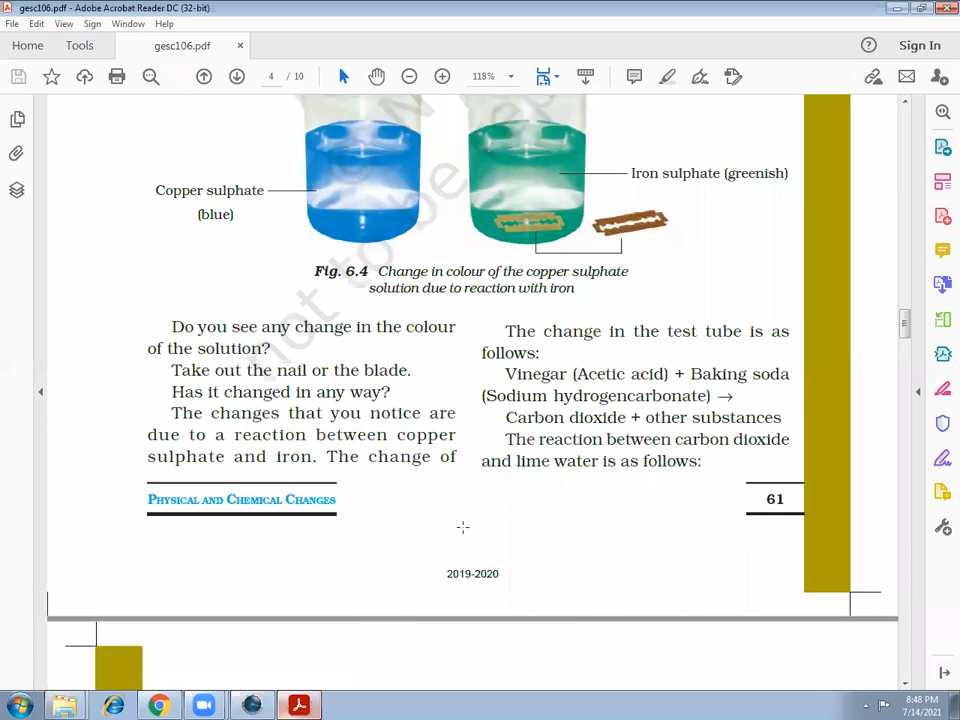 gesc106.pdf - Adobe Acrobat Reader DC (32-bit)
File Edit View Sign Window Help
Home Tools gesc106.pdf × Sign In
4 / 10 118%
Copper sulphate
(blue)
Iron sulphate (greenish)
Fig. 6.4 Change in colour of the copper sulphate
solution due to reaction with iron
Do you see any change in the colour
of the solution?
Take out the nail or the blade.
Has it changed in any way?
The changes that you notice are
due to a reaction between copper
sulphate and iron. The change of
The change in the test tube is as
follows:
Vinegar (Acetic acid) + Baking soda
(Sodium hydrogencarbonate) →
Carbon dioxide + other substances
The reaction between carbon dioxide
and lime water is as follows:
PHYSICAL AND CHEMICAL CHANGES
61
2019-2020
not to be
8:48 PM
7/14/2021